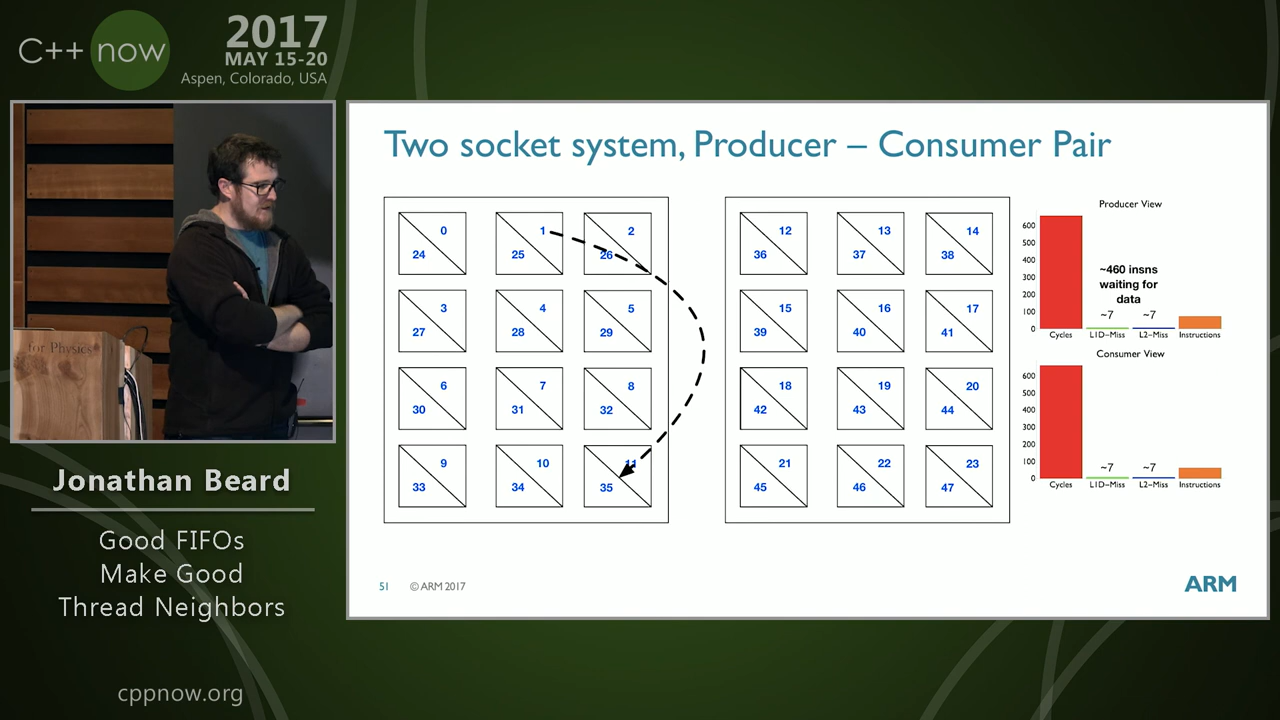 C++ now
2017
MAY 15-20
Aspen, Colorado, USA
for Physics
Jonathan Beard
Good FIFOs
Make Good
Thread Neighbors
cppnow.org
Two socket system, Producer – Consumer Pair
0 1 2
24 25 26
3 4 5
27 28 29
6 7 8
30 31 32
9 10 11
33 34 35
12 13 14
36 37 38
15 16 17
39 40 41
18 19 20
42 43 44
21 22 23
45 46 47
Producer View
600
500
400
300
200
100
0
~460 insns
waiting for
data
~7 ~7
Cycles L1D–Miss L2–Miss Instructions
Consumer View
600
500
400
300
200
100
0
~7 ~7
Cycles L1D–Miss L2–Miss Instructions
51 © ARM 2017
ARM